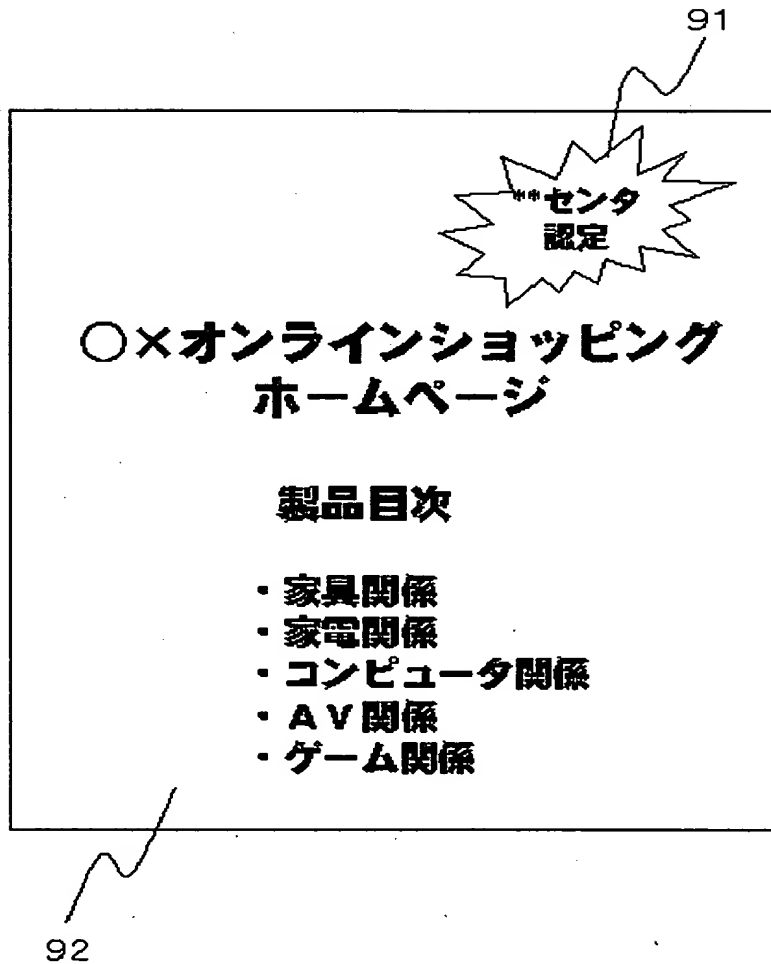 91
**センタ
認定
○×オンラインショッピング
ホームページ
製品目次
・家具関係
・家電関係
・コンピュータ関係
・AV関係
・ゲーム関係
92